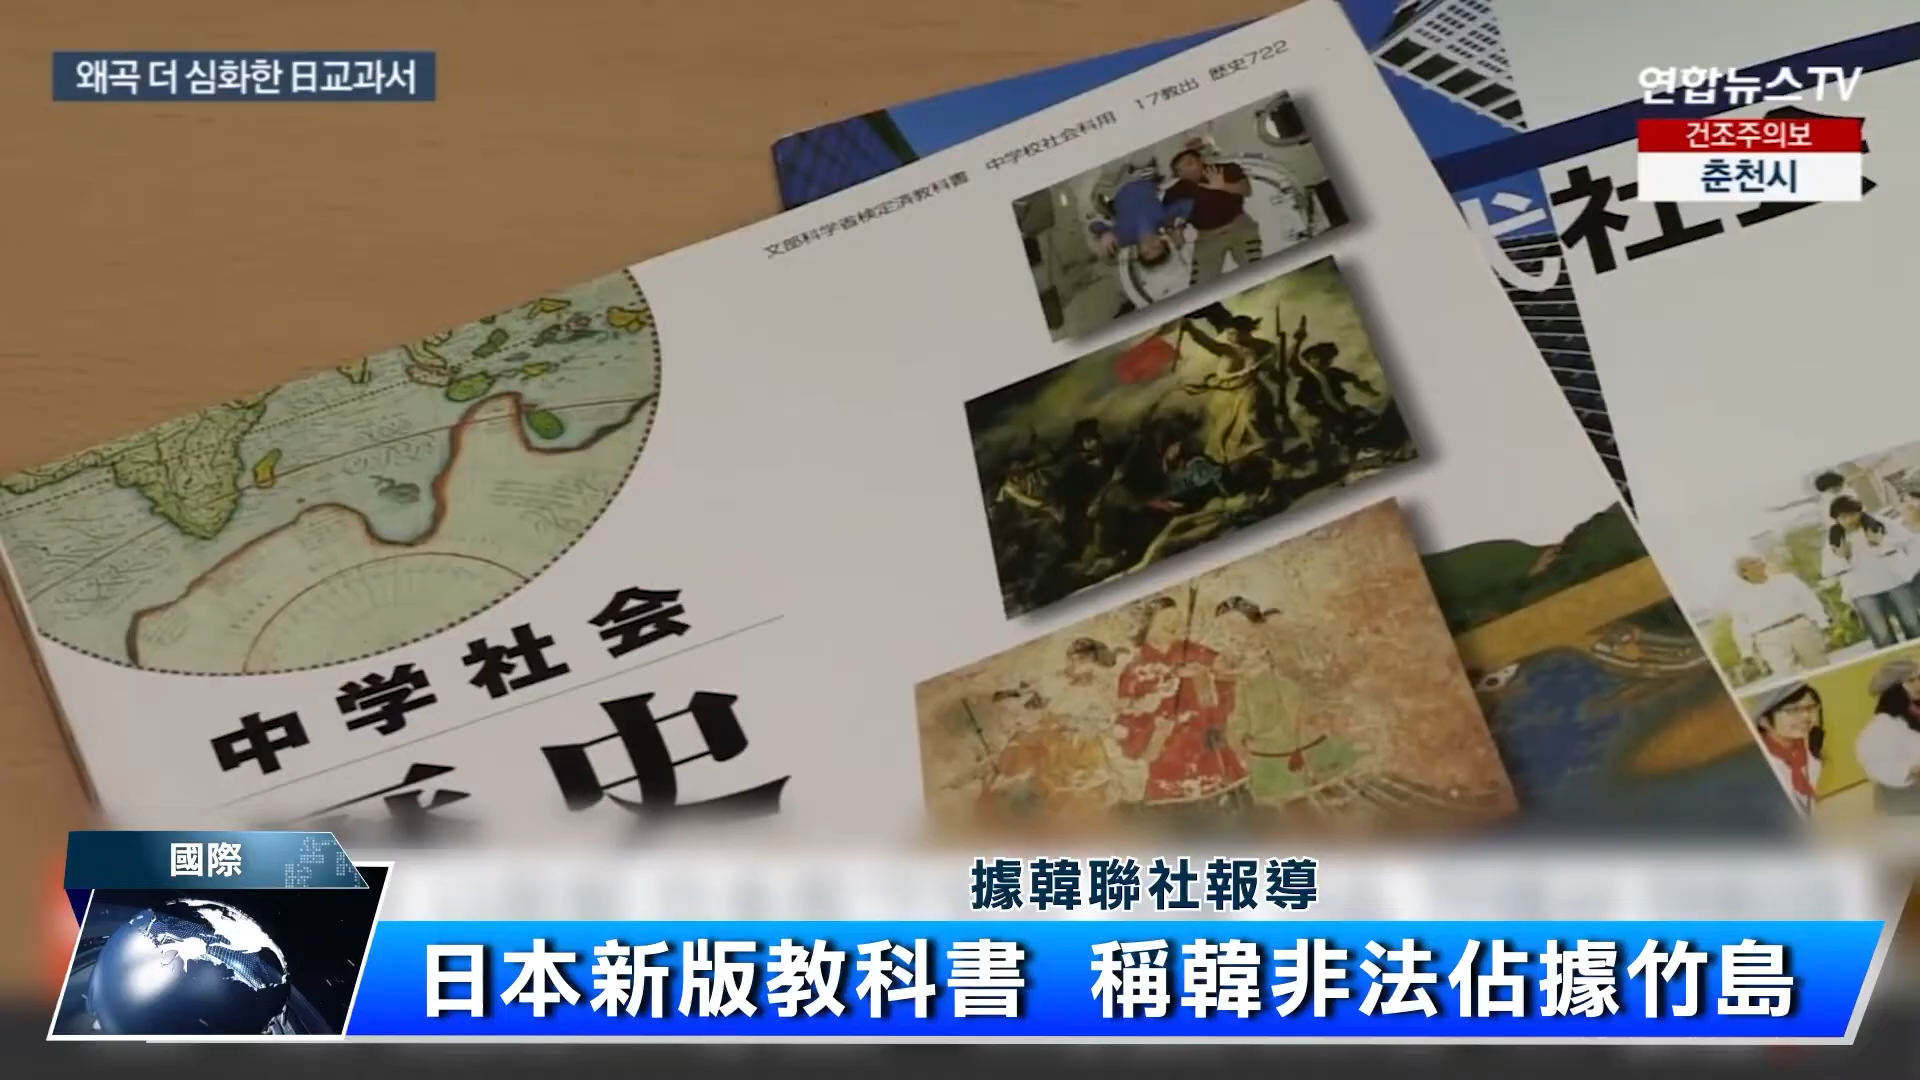 왜곡 더 심화한 日교과서
연합뉴스TV
건조주의보
춘천시
文部科学省検定済教科書 中学校社会科用 17教出 歴史722
社会
中学社会
歴史
國際
據韓聯社報導
日本新版教科書 稱韓非法佔據竹島